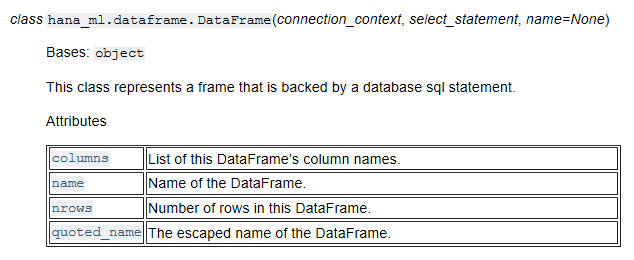 class hana_ml.dataframe.DataFrame(connection_context, select_statement, name=None)
Bases: object
This class represents a frame that is backed by a database sql statement.
Attributes
columns List of this DataFrame’s column names.
name Name of the DataFrame.
nrows Number of rows in this DataFrame.
quoted_name The escaped name of the DataFrame.